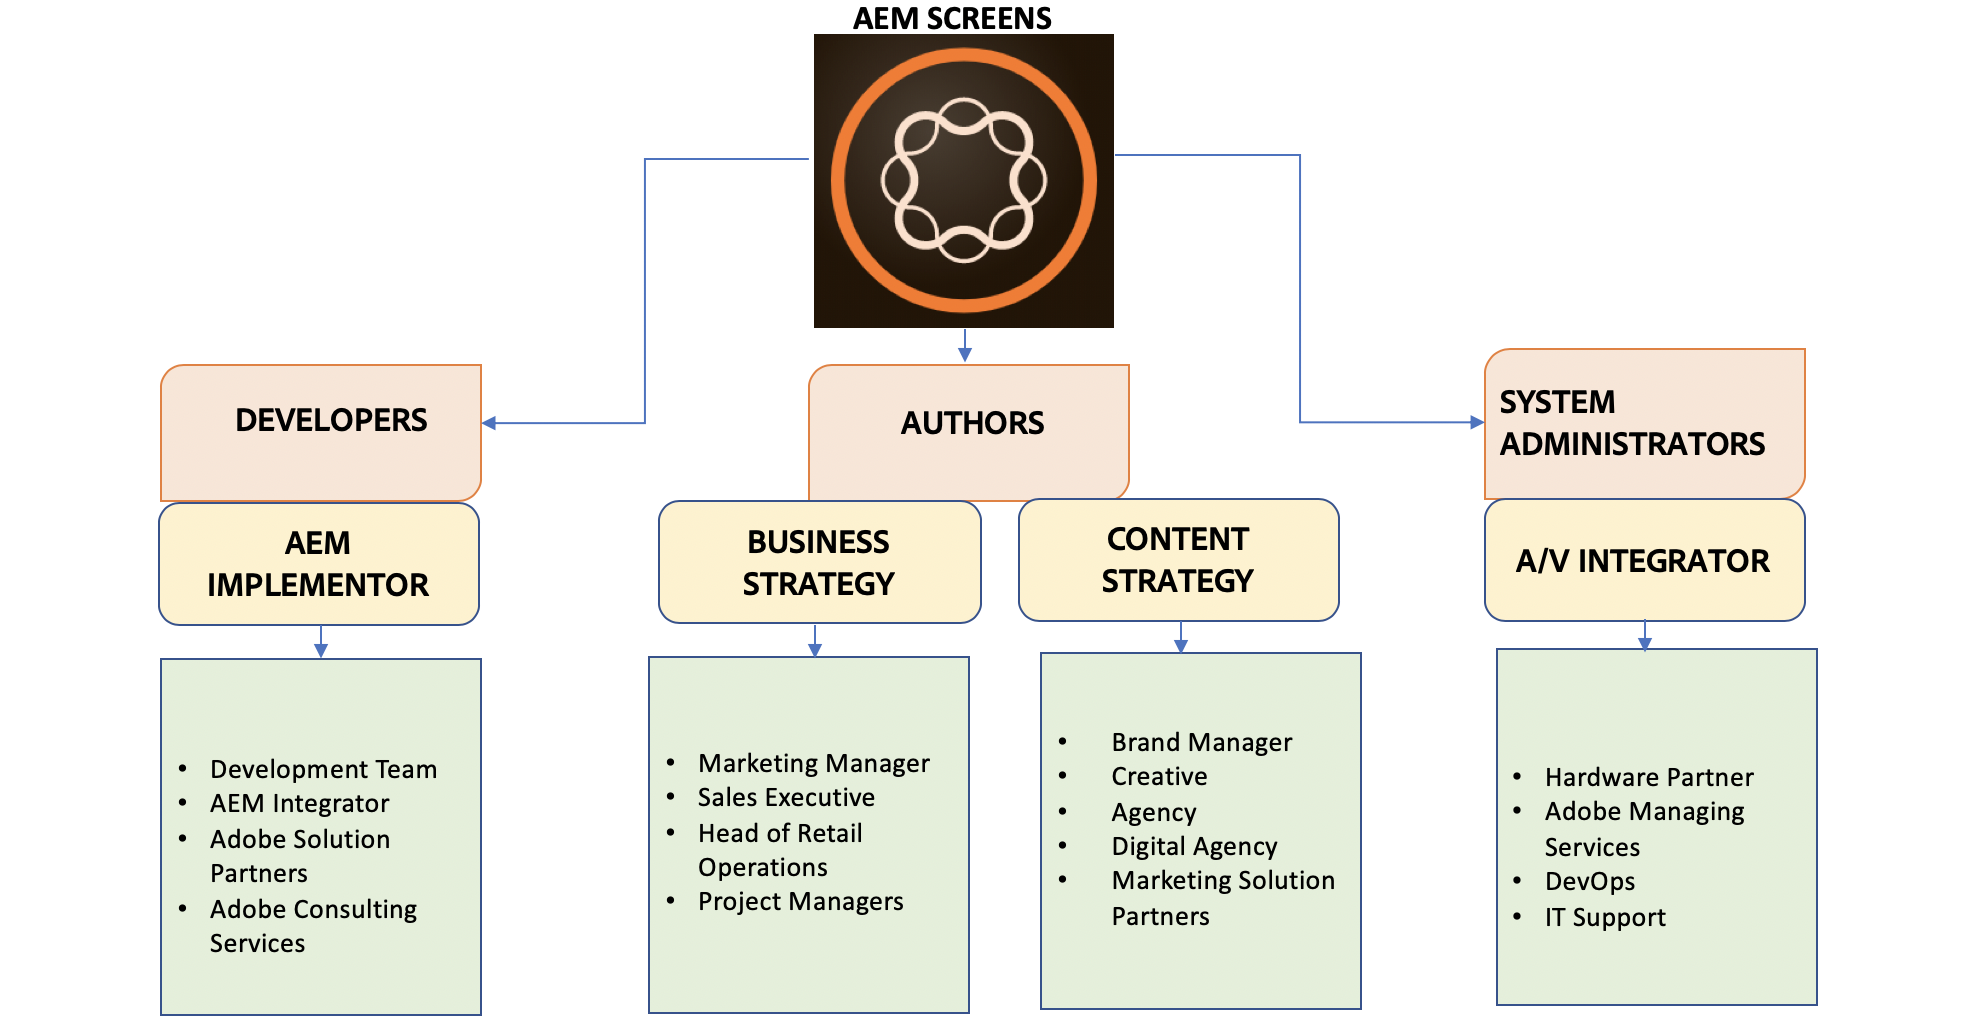 AEM SCREENS
DEVELOPERS
AUTHORS
SYSTEM
ADMINISTRATORS
AEM
IMPLEMENTOR
BUSINESS
STRATEGY
CONTENT
STRATEGY
A/V INTEGRATOR
• Development Team
• AEM Integrator
• Adobe Solution
Partners
• Adobe Consulting
Services
• Marketing Manager
• Sales Executive
• Head of Retail
Operations
• Project Managers
• Brand Manager
• Creative
• Agency
• Digital Agency
• Marketing Solution
Partners
• Hardware Partner
• Adobe Managing
Services
• DevOps
• IT Support